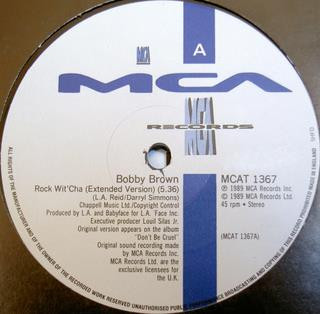 A
MCA
MCA
MCA
RECORDS
Bobby Brown
MCAT 1367
Rock Wit'Cha (Extended Version) (5.36)
(L.A. Reid/Darryl Simmons)
Chappell Music Ltd./Copyright Control
Produced by L.A. and Babyface for L.A. Face Inc.
Executive producer Louil Silas Jr.
Original version appears on the album
"Don't Be Cruel"
Original sound recording made
by MCA Records Inc.
MCA Records Ltd. are the
exclusive licensees for
the U.K.
℗ 1989 MCA Records Inc.
© 1989 MCA Records Ltd.
45 rpm • Stereo
(MCAT 1367A)
ALL RIGHTS OF THE MANUFACTURER AND OF THE OWNER OF THE RECORDED WORK RESERVED UNAUTHORISED PUBLIC PERFORMANCE BROADCASTING AND COPYING OF THIS RECORD PROHIBITED MADE IN ENGLAND